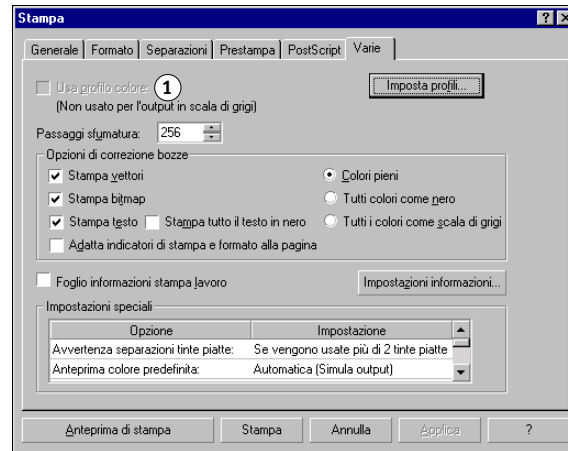 Stampa
Generale Formato Separazioni Prestampa PostScript Varie
Usa profilo colore: 1 Imposta profili...
(Non usato per l'output in scala di grigi)
Passaggi sfumatura: 256
Opzioni di correzione bozze
Stampa vettori Colori pieni
Stampa bitmap Tutti colori come nero
Stampa testo Stampa tutto il testo in nero Tutti i colori come scala di grigi
Adatta indicatori di stampa e formato alla pagina
Foglio informazioni stampa lavoro Impostazioni informazioni...
Impostazioni speciali
Opzione Impostazione
Avvertenza separazioni tinte piatte: Se vengono usate più di 2 tinte piatte
Anteprima colore predefinita: Automatica (Simula output)
Anteprima di stampa Stampa Annulla Applica ?